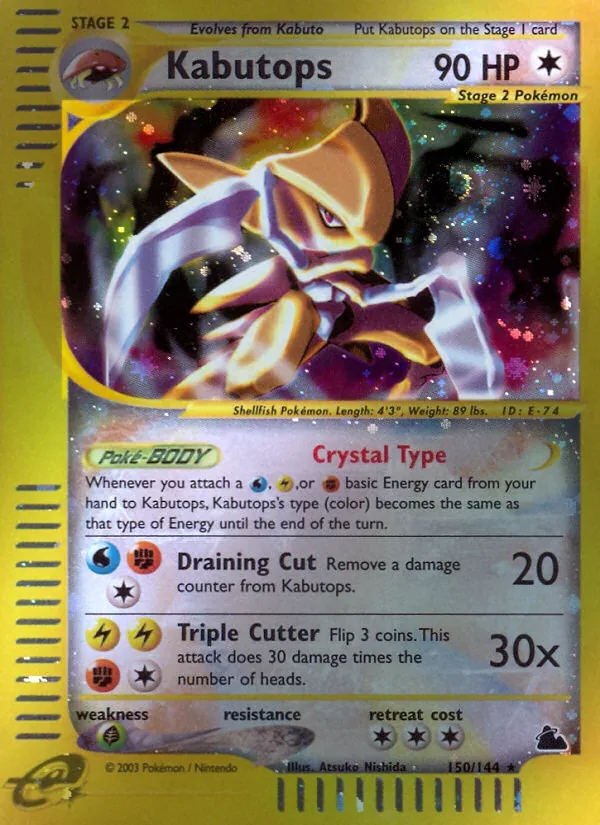 STAGE 2
Evolves from Kabuto
Put Kabutops on the Stage 1 card
Kabutops
90 HP
Stage 2 Pokémon
Shellfish Pokémon. Length: 4'3", Weight: 89 lbs. ID: E-74
Poké-BODY
Crystal Type
Whenever you attach a , , or basic Energy card from your
hand to Kabutops, Kabutops's type (color) becomes the same as
that type of Energy until the end of the turn.
Draining Cut Remove a damage
counter from Kabutops.
20
Triple Cutter Flip 3 coins. This
attack does 30 damage times the
number of heads.
30x
weakness
resistance
retreat cost
© 2003 Pokémon / Nintendo
Illus. Atsuko Nishida
150/144 ★
e